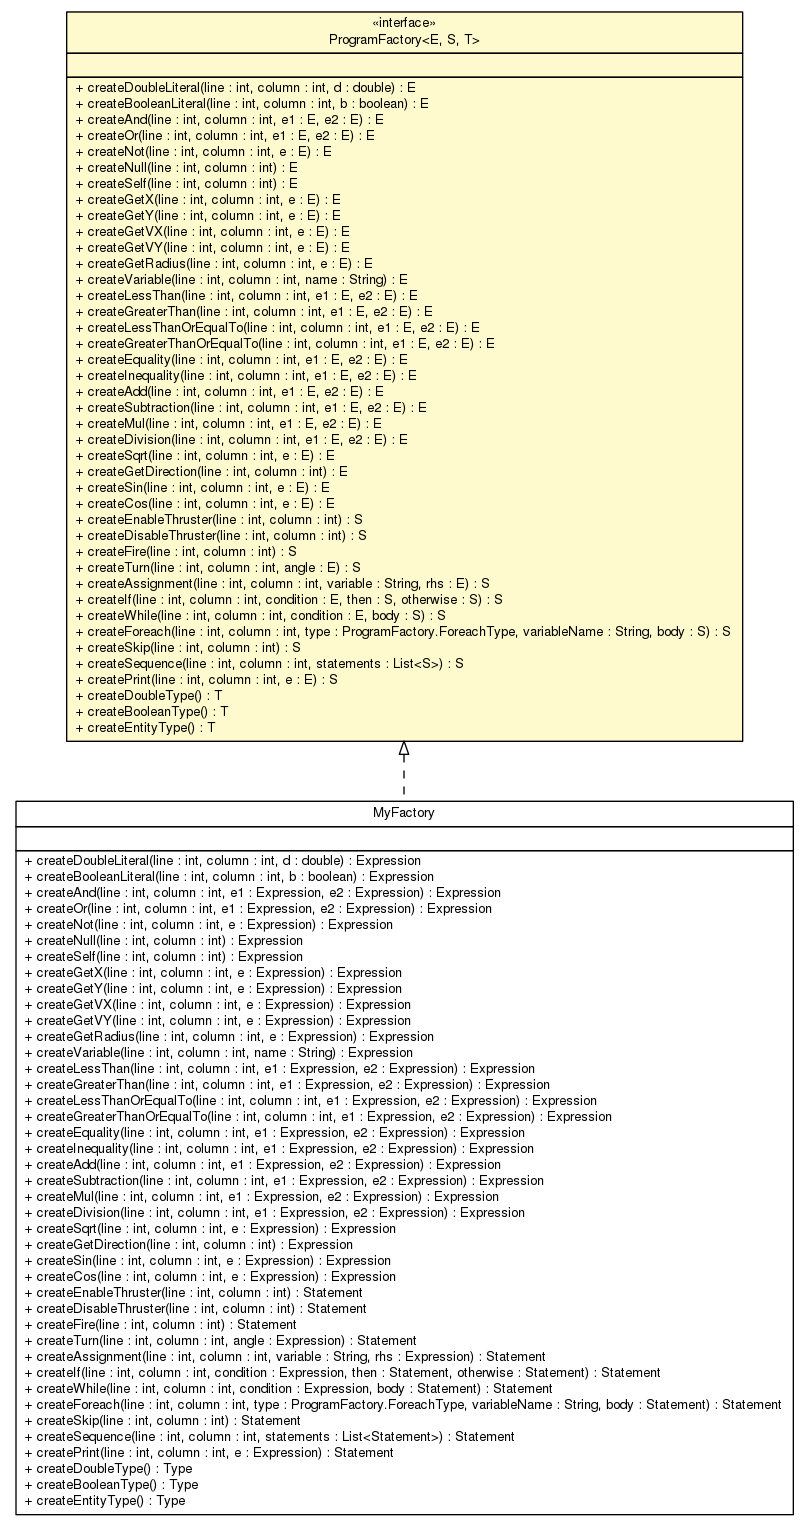 «interface»
ProgramFactory<E, S, T>
+ createDoubleLiteral(line : int, column : int, d : double) : E
+ createBooleanLiteral(line : int, column : int, b : boolean) : E
+ createAnd(line : int, column : int, e1 : E, e2 : E) : E
+ createOr(line : int, column : int, e1 : E, e2 : E) : E
+ createNot(line : int, column : int, e : E) : E
+ createNull(line : int, column : int) : E
+ createSelf(line : int, column : int) : E
+ createGetX(line : int, column : int, e : E) : E
+ createGetY(line : int, column : int, e : E) : E
+ createGetVX(line : int, column : int, e : E) : E
+ createGetVY(line : int, column : int, e : E) : E
+ createGetRadius(line : int, column : int, e : E) : E
+ createVariable(line : int, column : int, name : String) : E
+ createLessThan(line : int, column : int, e1 : E, e2 : E) : E
+ createGreaterThan(line : int, column : int, e1 : E, e2 : E) : E
+ createLessThanOrEqualTo(line : int, column : int, e1 : E, e2 : E) : E
+ createGreaterThanOrEqualTo(line : int, column : int, e1 : E, e2 : E) : E
+ createEquality(line : int, column : int, e1 : E, e2 : E) : E
+ createInequality(line : int, column : int, e1 : E, e2 : E) : E
+ createAdd(line : int, column : int, e1 : E, e2 : E) : E
+ createSubtraction(line : int, column : int, e1 : E, e2 : E) : E
+ createMul(line : int, column : int, e1 : E, e2 : E) : E
+ createDivision(line : int, column : int, e1 : E, e2 : E) : E
+ createSqrt(line : int, column : int, e : E) : E
+ createGetDirection(line : int, column : int) : E
+ createSin(line : int, column : int, e : E) : E
+ createCos(line : int, column : int, e : E) : E
+ createEnableThruster(line : int, column : int) : S
+ createDisableThruster(line : int, column : int) : S
+ createFire(line : int, column : int) : S
+ createTurn(line : int, column : int, angle : E) : S
+ createAssignment(line : int, column : int, variable : String, rhs : E) : S
+ createIf(line : int, column : int, condition : E, then : S, otherwise : S) : S
+ createWhile(line : int, column : int, condition : E, body : S) : S
+ createForeach(line : int, column : int, type : ProgramFactory.ForeachType, variableName : String, body : S) : S
+ createSkip(line : int, column : int) : S
+ createSequence(line : int, column : int, statements : List<S>) : S
+ createPrint(line : int, column : int, e : E) : S
+ createDoubleType() : T
+ createBooleanType() : T
+ createEntityType() : T
MyFactory
+ createDoubleLiteral(line : int, column : int, d : double) : Expression
+ createBooleanLiteral(line : int, column : int, b : boolean) : Expression
+ createAnd(line : int, column : int, e1 : Expression, e2 : Expression) : Expression
+ createOr(line : int, column : int, e1 : Expression, e2 : Expression) : Expression
+ createNot(line : int, column : int, e : Expression) : Expression
+ createNull(line : int, column : int) : Expression
+ createSelf(line : int, column : int) : Expression
+ createGetX(line : int, column : int, e : Expression) : Expression
+ createGetY(line : int, column : int, e : Expression) : Expression
+ createGetVX(line : int, column : int, e : Expression) : Expression
+ createGetVY(line : int, column : int, e : Expression) : Expression
+ createGetRadius(line : int, column : int, e : Expression) : Expression
+ createVariable(line : int, column : int, name : String) : Expression
+ createLessThan(line : int, column : int, e1 : Expression, e2 : Expression) : Expression
+ createGreaterThan(line : int, column : int, e1 : Expression, e2 : Expression) : Expression
+ createLessThanOrEqualTo(line : int, column : int, e1 : Expression, e2 : Expression) : Expression
+ createGreaterThanOrEqualTo(line : int, column : int, e1 : Expression, e2 : Expression) : Expression
+ createEquality(line : int, column : int, e1 : Expression, e2 : Expression) : Expression
+ createInequality(line : int, column : int, e1 : Expression, e2 : Expression) : Expression
+ createAdd(line : int, column : int, e1 : Expression, e2 : Expression) : Expression
+ createSubtraction(line : int, column : int, e1 : Expression, e2 : Expression) : Expression
+ createMul(line : int, column : int, e1 : Expression, e2 : Expression) : Expression
+ createDivision(line : int, column : int, e1 : Expression, e2 : Expression) : Expression
+ createSqrt(line : int, column : int, e : Expression) : Expression
+ createGetDirection(line : int, column : int) : Expression
+ createSin(line : int, column : int, e : Expression) : Expression
+ createCos(line : int, column : int, e : Expression) : Expression
+ createEnableThruster(line : int, column : int) : Statement
+ createDisableThruster(line : int, column : int) : Statement
+ createFire(line : int, column : int) : Statement
+ createTurn(line : int, column : int, angle : Expression) : Statement
+ createAssignment(line : int, column : int, variable : String, rhs : Expression) : Statement
+ createIf(line : int, column : int, condition : Expression, then : Statement, otherwise : Statement) : Statement
+ createWhile(line : int, column : int, condition : Expression, body : Statement) : Statement
+ createForeach(line : int, column : int, type : ProgramFactory.ForeachType, variableName : String, body : Statement) : Statement
+ createSkip(line : int, column : int) : Statement
+ createSequence(line : int, column : int, statements : List<Statement>) : Statement
+ createPrint(line : int, column : int, e : Expression) : Statement
+ createDoubleType() : Type
+ createBooleanType() : Type
+ createEntityType() : Type